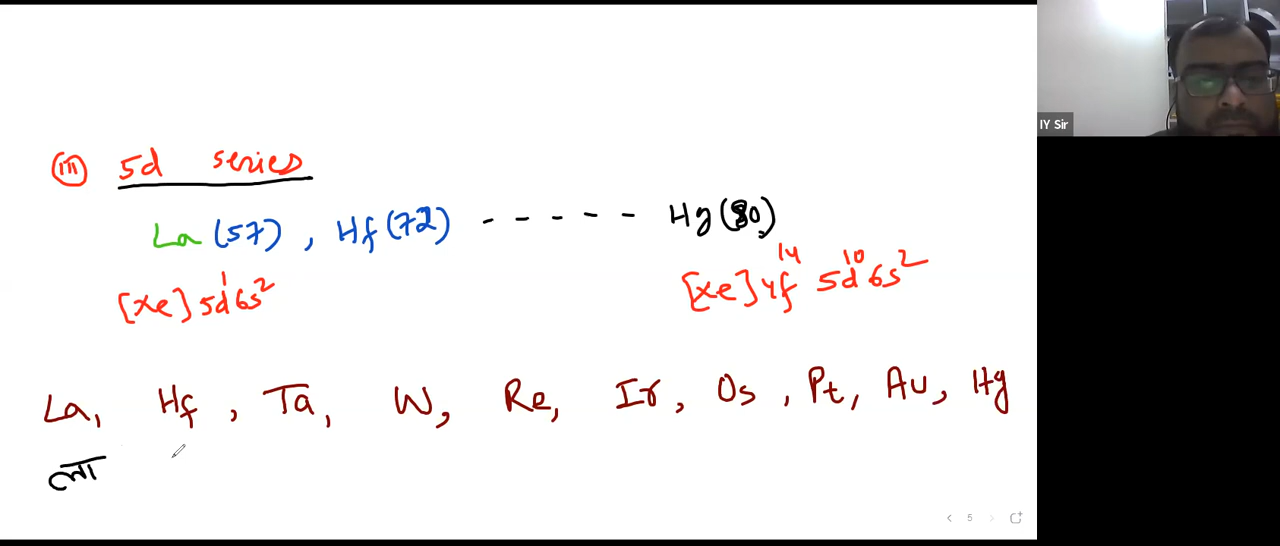 IY Sir
(iii) 5d series
La (57) , Hf (72) - - - - - Hg (80)
[Xe] 5d¹ 6s² [Xe] 4f¹⁴ 5d¹⁰ 6s²
La, Hf, Ta, W, Re, Ir, Os, Pt, Au, Hg
লা
5